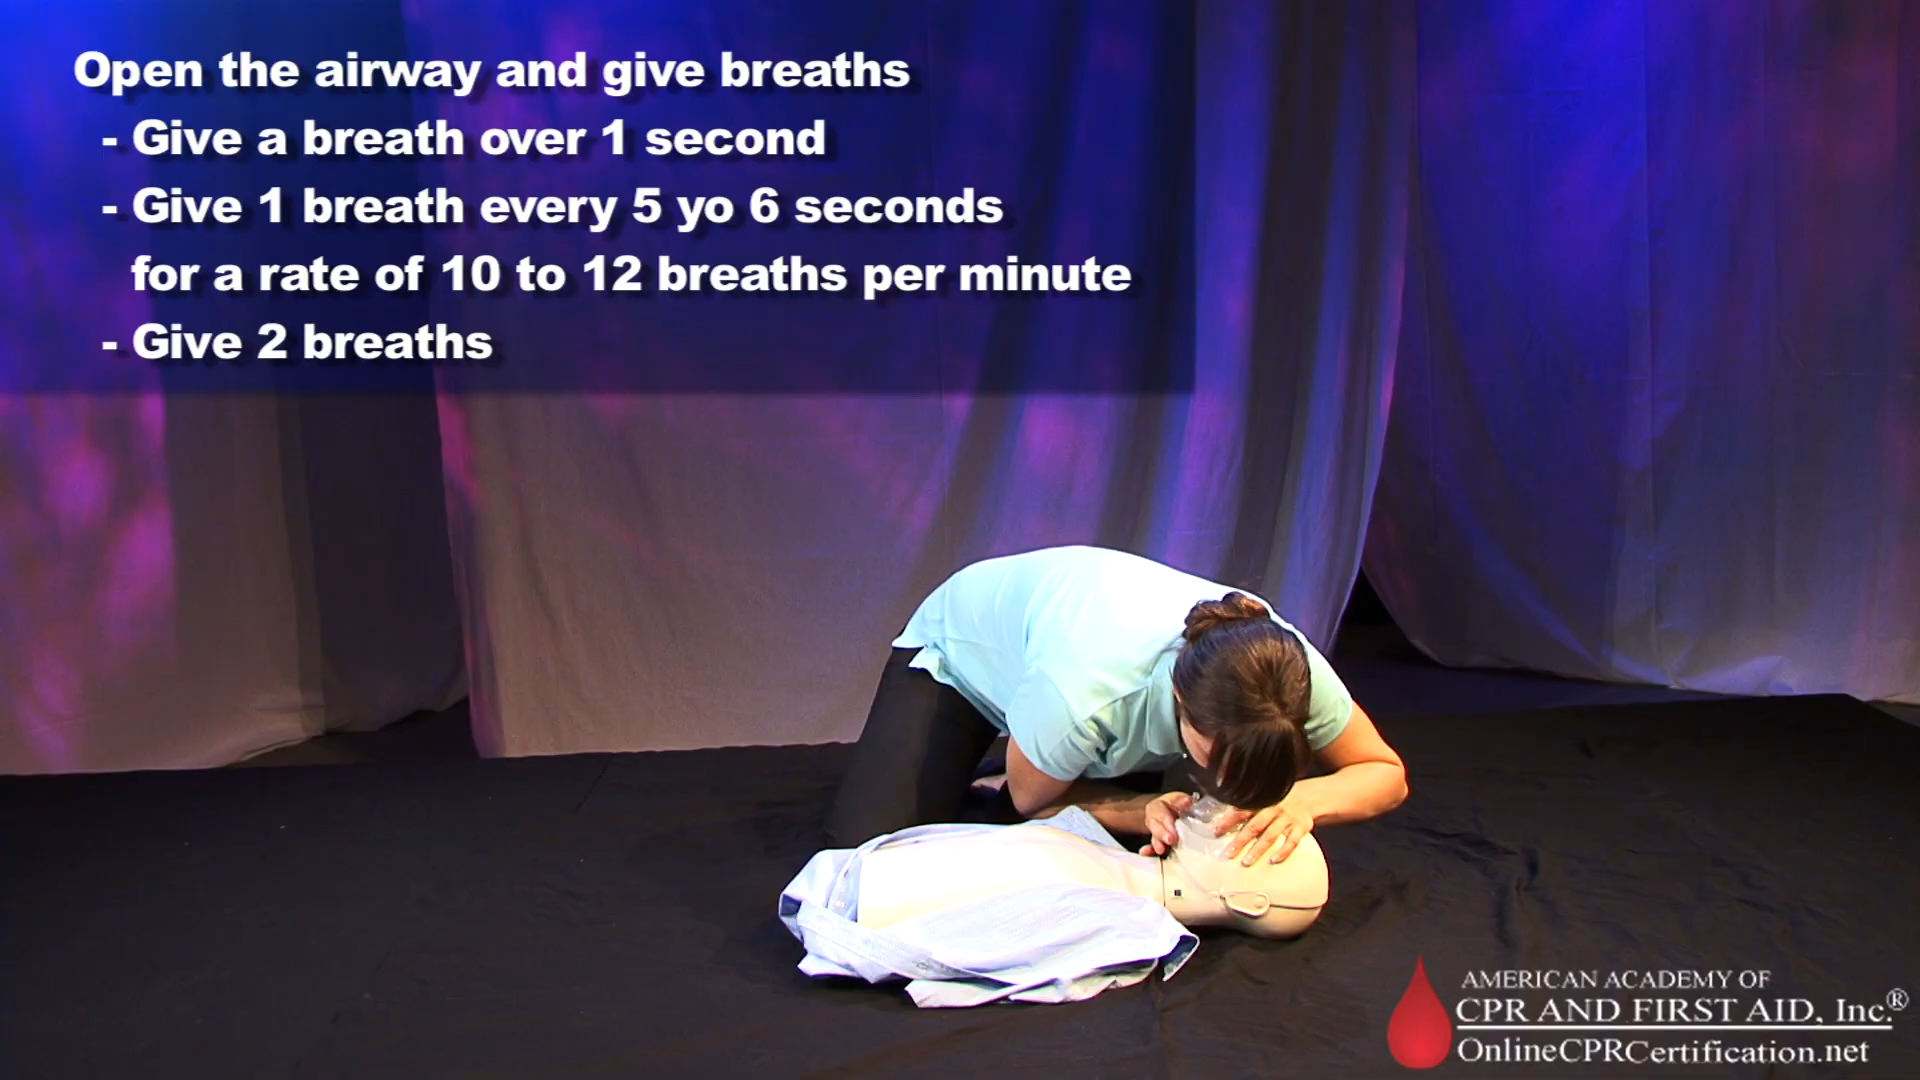 Open the airway and give breaths
- Give a breath over 1 second
- Give 1 breath every 5 yo 6 seconds
for a rate of 10 to 12 breaths per minute
- Give 2 breaths
AMERICAN ACADEMY OF
CPR AND FIRST AID, Inc.®
OnlineCPRCertification.net